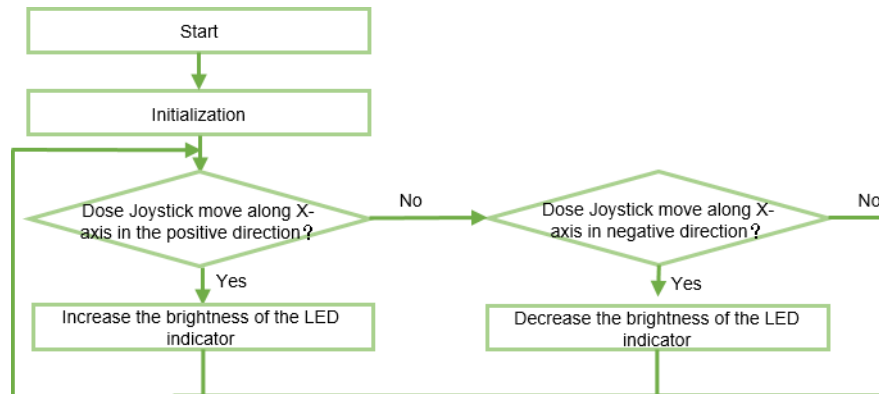 Start
Initialization
Dose Joystick move along X-
axis in the positive direction？
No
Dose Joystick move along X-
axis in negative direction？
No
Yes
Yes
Increase the brightness of the LED
indicator
Decrease the brightness of the LED
indicator